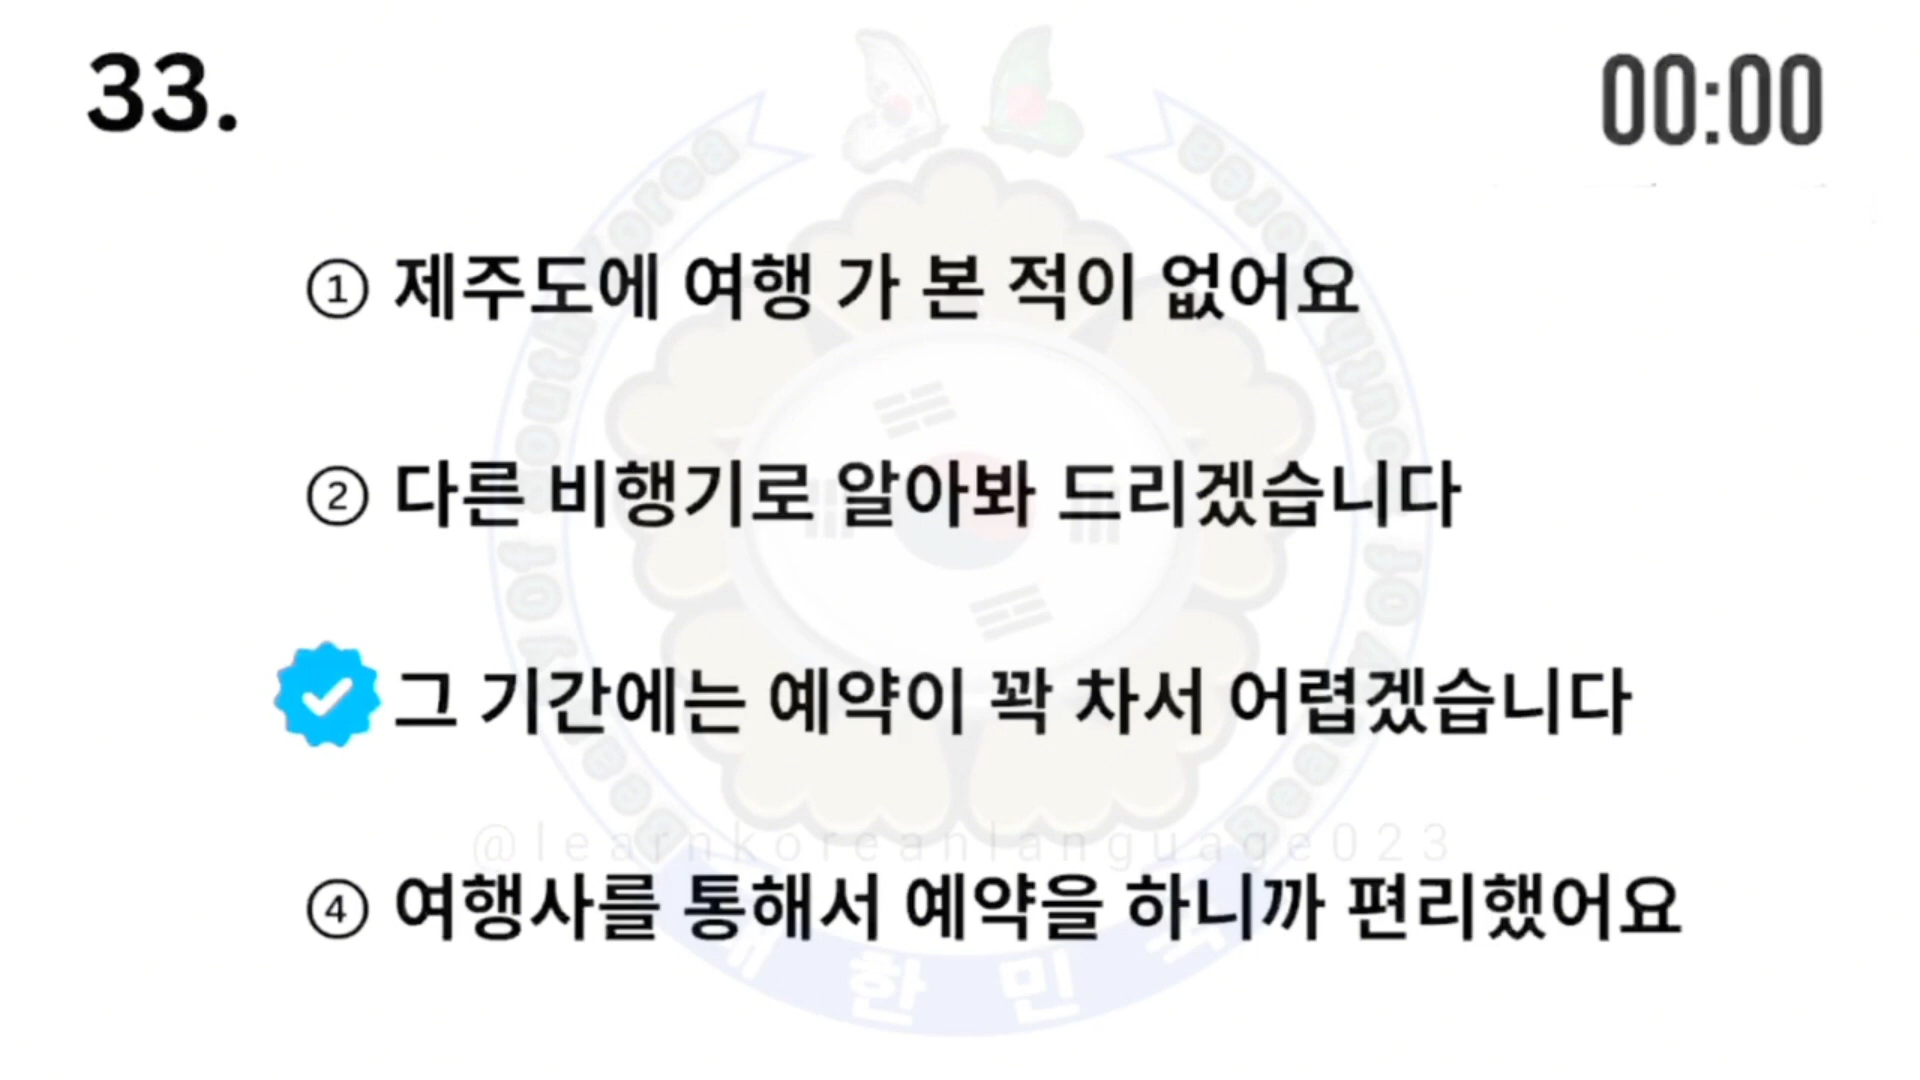 33.
00:00
① 제주도에 여행 가 본 적이 없어요
② 다른 비행기로 알아봐 드리겠습니다
그 기간에는 예약이 꽉 차서 어렵겠습니다
@learnkoreanlanguage023
④ 여행사를 통해서 예약을 하니까 편리했어요
한 민